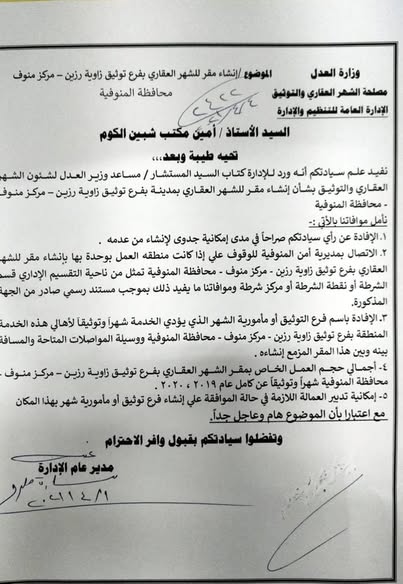 وزارة العدل
الموضوع /إنشاء مقر للشهر العقاري بفرع توثيق زاوية رزين – مركز منوف
مصلحة الشهر العقاري والتوثيق
محافظة المنوفية
الإدارة العامة للتنظيم والإدارة
السيد الأستاذ / أمين مكتب شبين الكوم
تحيه طيبة وبعد،،،
نفيد علم سيادتكم أنه ورد للإدارة كتاب السيد المستشار / مساعد وزير العدل لشئون الشهر
العقاري والتوثيق بشأن إنشاء مقر للشهر العقاري بمدينة بفرع توثيق زاوية رزين – مركز منوف
- محافظة المنوفية
نأمل موافاتنا بالآتي :-
١. الإفادة عن رأي سيادتكم صراحاً في مدى إمكانية جدوى لإنشاء من عدمه .
٢. الاتصال بمديرية أمن المنوفية للوقوف علي إذا كانت منطقه العمل بوحدة بها بإنشاء مقر للشهر
العقاري بفرع توثيق زاوية رزين – مركز منوف - محافظة المنوفية تمثل من ناحية التقسيم الإداري قسم
الشرطة أو نقطة الشرطة أو مركز شرطة وموافاتنا ما يفيد ذلك بموجب مستند رسمي صادر من الجهة
المذكورة.
٣. الإفادة باسم فرع التوثيق أو مأمورية الشهر الذي يؤدي الخدمة شهراً وتوثيقاً لأهالي هذه الخدمة
المنطقة بفرع توثيق زاوية رزين – مركز منوف - محافظة المنوفية ووسيلة المواصلات المتاحة والمسافة
بينه وبين هذا المقر المزمع إنشاءه .
٤- أجمالي حجم العمل الخاص بمقر الشهر العقاري بفرع توثيق زاوية رزين – مركز منوف -
محافظة المنوفية شهراً وتوثيقاً عن كامل عام ٢٠١٩ ، ٢٠٢٠ .
٥- إمكانية تدبير العمالة اللازمة في حالة الموافقة علي إنشاء فرع توثيق أو مأمورية شهر بهذا المكان
مع اعتبارا بأن الموضوع هام وعاجل جداً.
وتفضلوا سيادتكم بقبول وافر الاحترام
مدير عام الإدارة